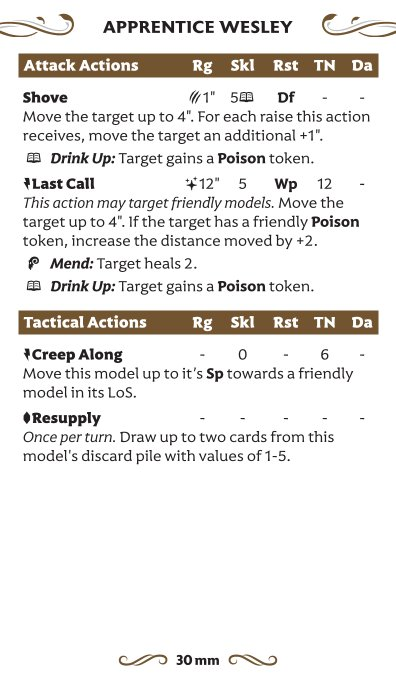 APPRENTICE WESLEY
Attack Actions Rg Skl Rst TN Da
Shove 1" 5 Df - -
Move the target up to 4". For each raise this action
receives, move the target an additional +1".
Drink Up: Target gains a Poison token.
Last Call 12" 5 Wp 12 -
This action may target friendly models. Move the
target up to 4". If the target has a friendly Poison
token, increase the distance moved by +2.
Mend: Target heals 2.
Drink Up: Target gains a Poison token.
Tactical Actions Rg Skl Rst TN Da
Creep Along - 0 - 6 -
Move this model up to it's Sp towards a friendly
model in its LoS.
Resupply - - - - -
Once per turn. Draw up to two cards from this
model's discard pile with values of 1-5.
30 mm